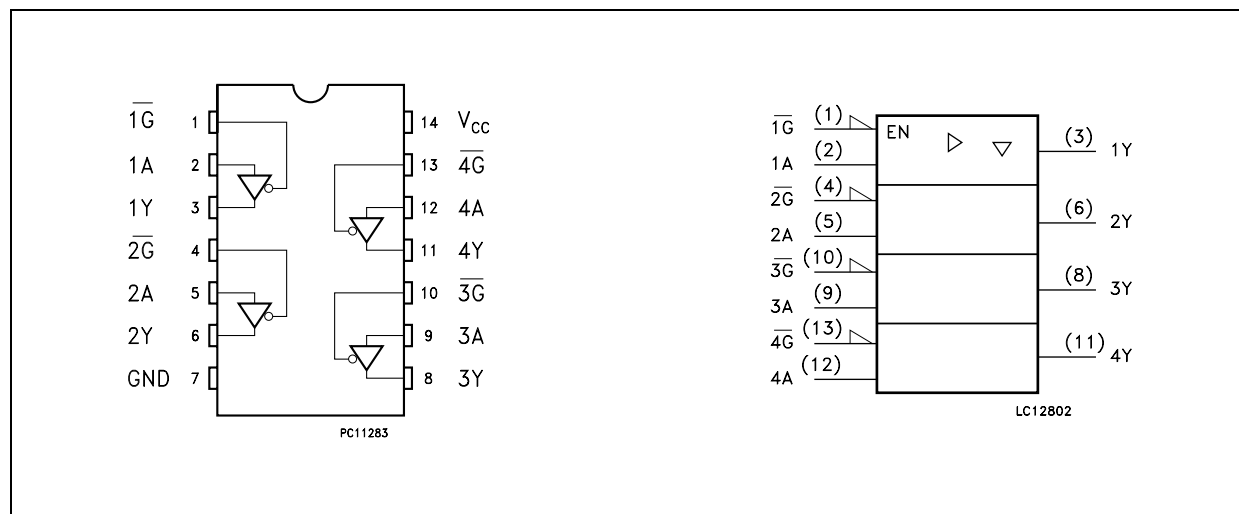 1G̅ 1 14 VCC
1A 2 13 4G̅
1Y 3 12 4A
2G̅ 4 11 4Y
2A 5 10 3G̅
2Y 6 9 3A
GND 7 8 3Y
PC11283
1G̅ (1) EN (3) 1Y
1A (2)
2G̅ (4) (6) 2Y
2A (5)
3G̅ (10) (8) 3Y
3A (9)
4G̅ (13) (11) 4Y
4A (12)
LC12802